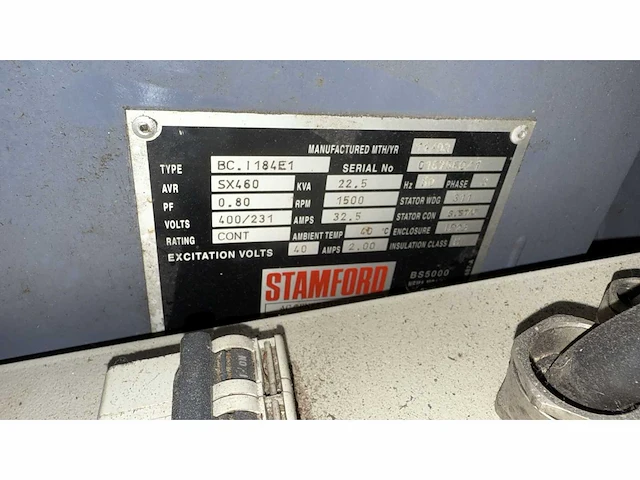 MANUFACTURED MTH/YR
TYPE BC.I184E1 SERIAL No
AVR SX460 KVA 22.5 Hz PHASE
PF 0.80 RPM 1500 STATOR WDG 311
VOLTS 400/231 AMPS 32.5 STATOR CON
RATING CONT AMBIENT TEMP 40 °C ENCLOSURE
EXCITATION VOLTS 40 AMPS 2.00 INSULATION CLASS
STAMFORD BS5000